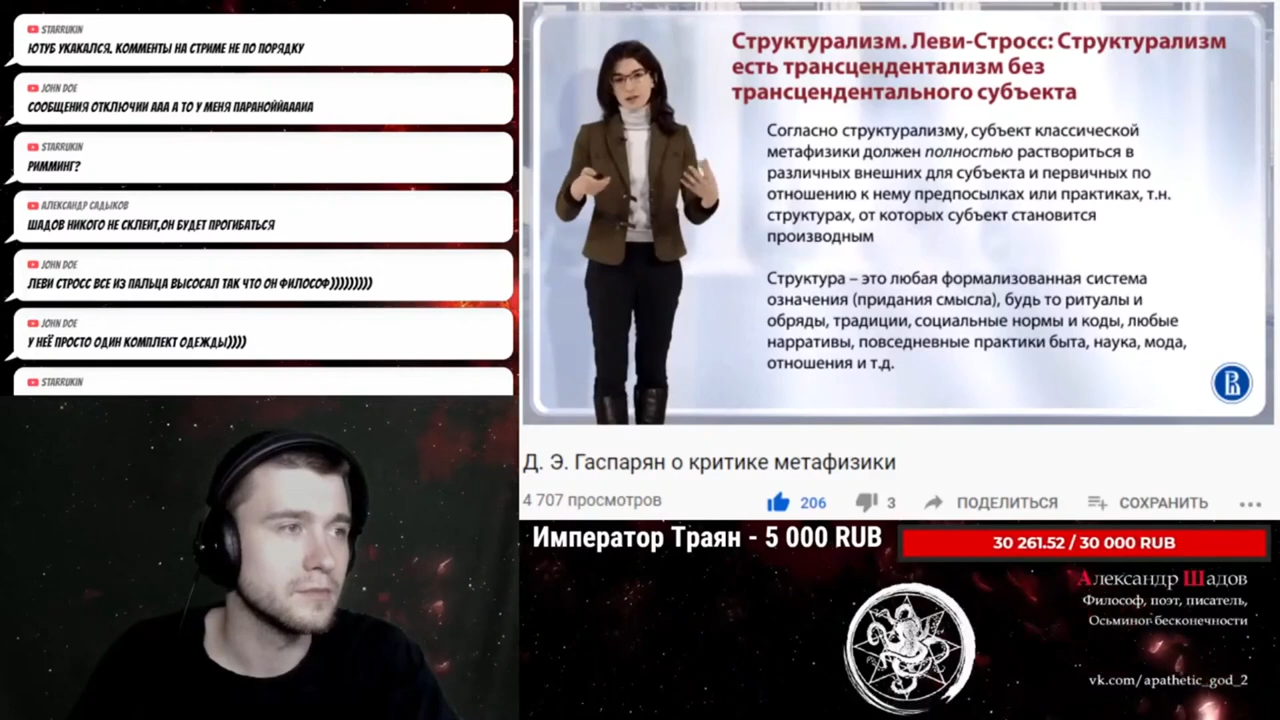 STARRUKIN
ЮТУБ УКАКАЛСЯ. КОММЕНТЫ НА СТРИМЕ НЕ ПО ПОРЯДКУ
JOHN DOE
СООБЩЕНИЯ ОТКЛЮЧИИ ААА А ТО У МЕНЯ ПАРАНОЙЙАААИА
STARRUKIN
РИММИНГ?
АЛЕКСАНДР САДЫКОВ
ШАДОВ НИКОГО НЕ СКЛЕИТ,ОН БУДЕТ ПРОГИБАТЬСЯ
JOHN DOE
ЛЕВИ СТРОСС ВСЕ ИЗ ПАЛЬЦА ВЫСОСАЛ ТАК ЧТО ОН ФИЛОСОФ)))))))))
JOHN DOE
У НЕЁ ПРОСТО ОДИН КОМПЛЕКТ ОДЕЖДЫ))))
STARRUKIN
Структурализм. Леви-Стросс: Структурализм
есть трансцендентализм без
трансцендентального субъекта
Согласно структурализму, субъект классической
метафизики должен полностью раствориться в
различных внешних для субъекта и первичных по
отношению к нему предпосылках или практиках, т.н.
структурах, от которых субъект становится
производным
Структура – это любая формализованная система
означения (придания смысла), будь то ритуалы и
обряды, традиции, социальные нормы и коды, любые
нарративы, повседневные практики быта, наука, мода,
отношения и т.д.
Д. Э. Гаспарян о критике метафизики
4 707 просмотров
206
3
ПОДЕЛИТЬСЯ
СОХРАНИТЬ
Император Траян - 5 000 RUB
30 261.52 / 30 000 RUB
Александр Шадов
Философ, поэт, писатель,
Осьминог бесконечности
vk.com/apathetic_god_2